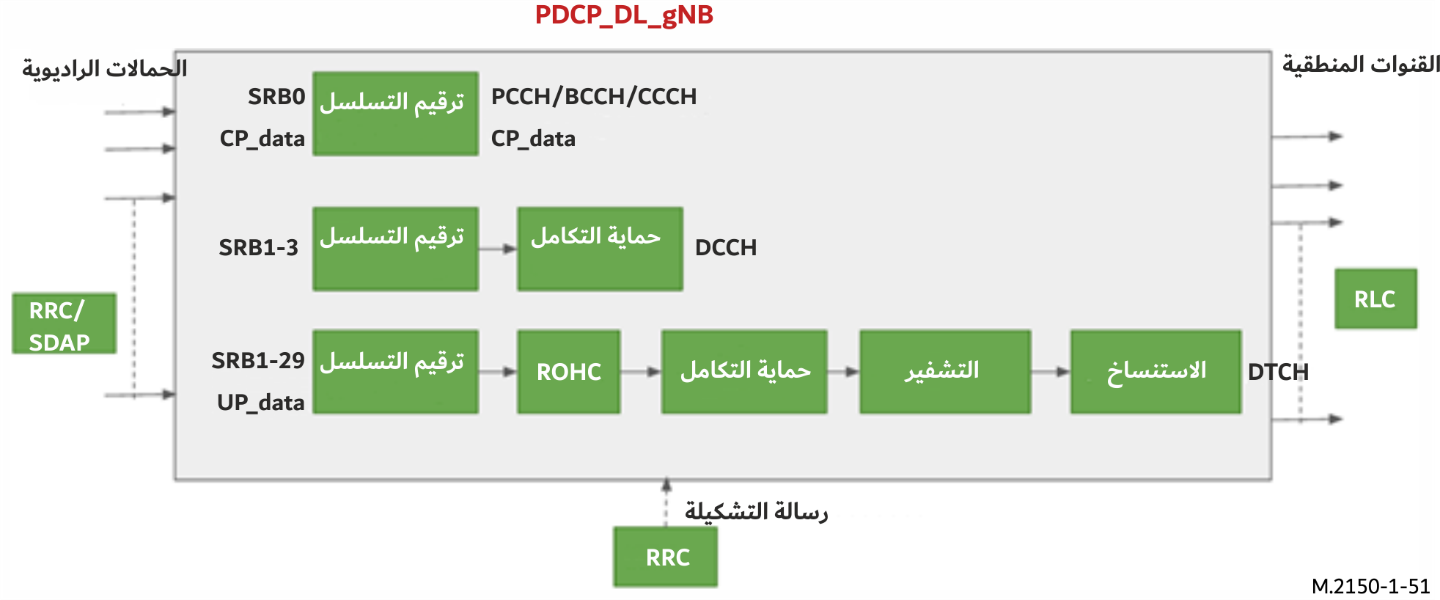 PDCP_DL_gNB
الحمالات الراديوية
القنوات المنطقية
SRB0
ترقيم التسلسل
PCCH/BCCH/CCCH
CP_data
CP_data
SRB1-3
ترقيم التسلسل
حماية التكامل
DCCH
RRC/
SDAP
RLC
SRB1-29
UP_data
ترقيم التسلسل
ROHC
حماية التكامل
التشفير
الاستنساخ
DTCH
رسالة التشكيلة
RRC
M.2150-1-51